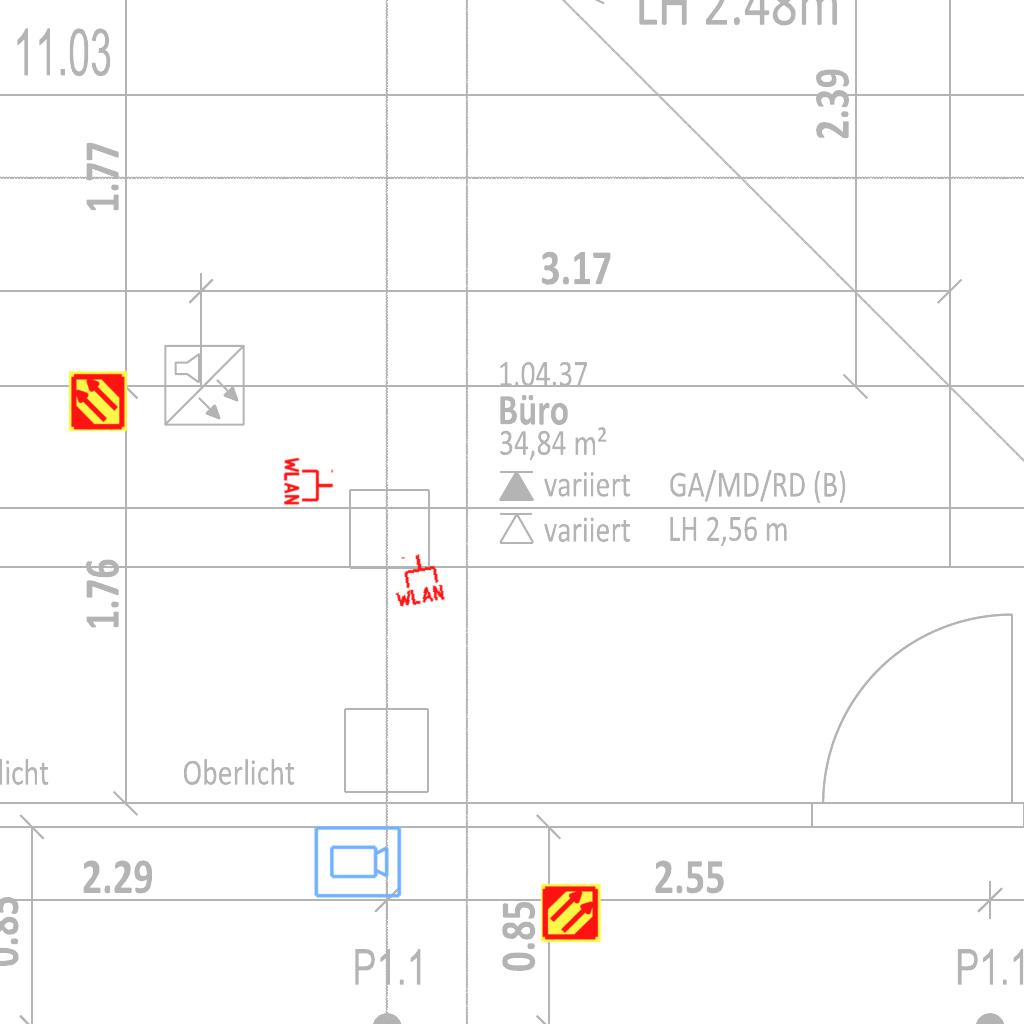 LH 2.48m
11.03
2.39
1.77
3.17
1.04.37
Büro
34,84 m²
variiert GA/MD/RD (B)
variiert LH 2,56 m
WLAN
WLAN
1.76
licht
Oberlicht
2.29
2.55
0.85
0.85
P1.1
P1.1